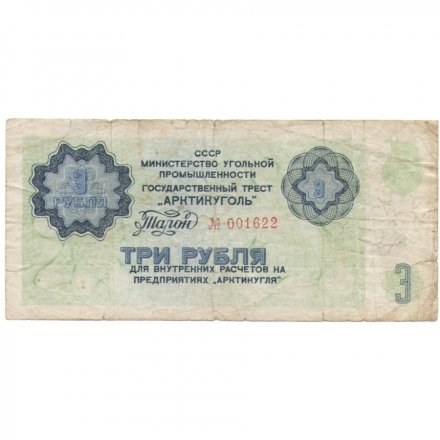 СССР
МИНИСТЕРСТВО УГОЛЬНОЙ
ПРОМЫШЛЕННОСТИ
ГОСУДАРСТВЕННЫЙ ТРЕСТ
„АРКТИКУГОЛЬ"
3
РУБЛЯ
3
Талон № 001622
ТРИ РУБЛЯ
ДЛЯ ВНУТРЕННИХ РАСЧЕТОВ НА
ПРЕДПРИЯТИЯХ „АРКТИКУГЛЯ"
3